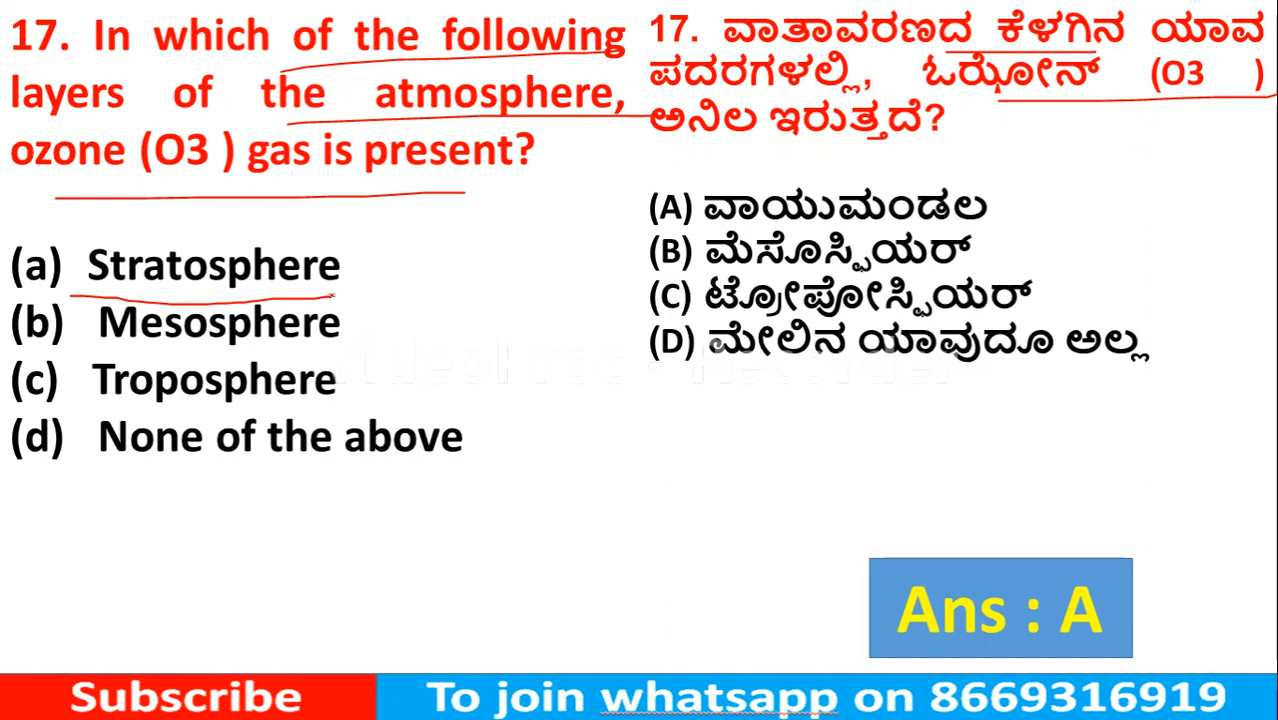 17. In which of the following
layers of the atmosphere,
ozone (O3 ) gas is present?
(a) Stratosphere
(b) Mesosphere
(c) Troposphere
(d) None of the above
17. ವಾತಾವರಣದ ಕೆಳಗಿನ ಯಾವ
ಪದರಗಳಲ್ಲಿ, ಓಝೋನ್ (O3 )
ಅನಿಲ ಇರುತ್ತದೆ?
(A) ವಾಯುಮಂಡಲ
(B) ಮೆಸೊಸ್ಫಿಯರ್
(C) ಟ್ರೋಪೋಸ್ಪಿಯರ್
(D) ಮೇಲಿನ ಯಾವುದೂ ಅಲ್ಲ
Ans : A
Subscribe
To join whatsapp on 8669316919